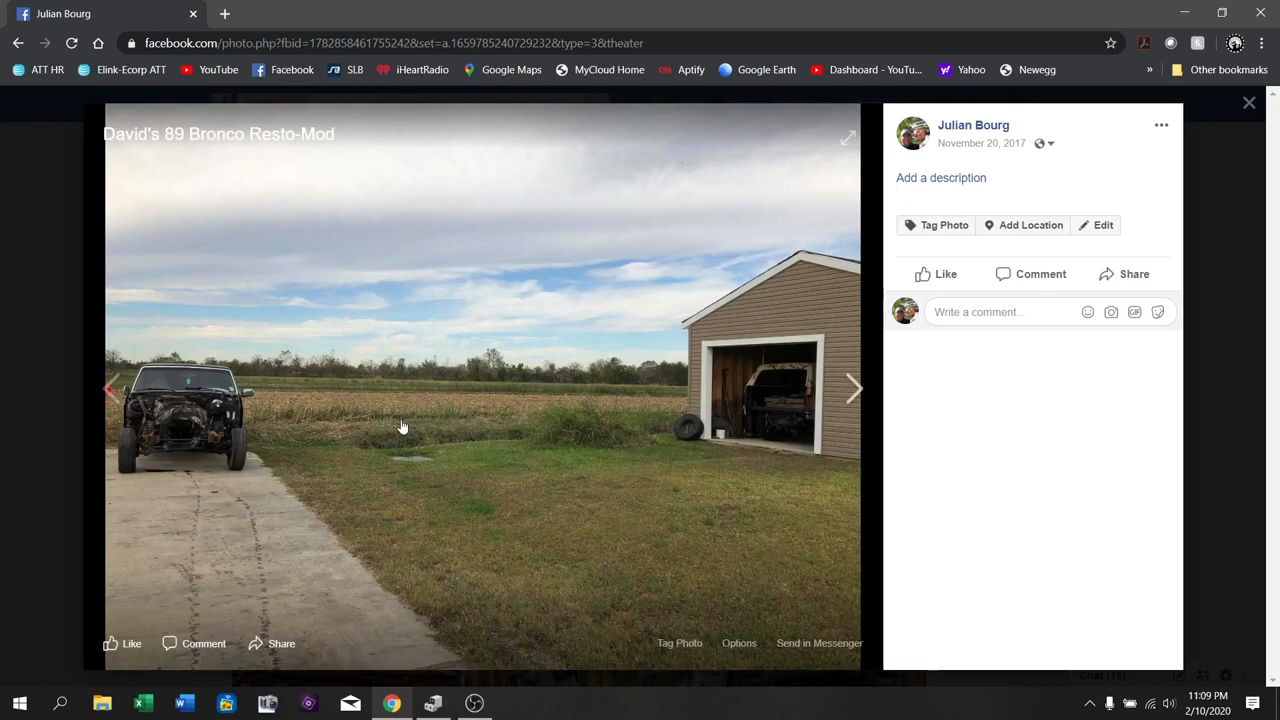 Julian Bourg
facebook.com/photo.php?fbid=1782858461755242&set=a.1659785240729232&type=3&theater
ATT HR
Elink-Ecorp ATT
YouTube
Facebook
SLB
iHeartRadio
Google Maps
MyCloud Home
Aptify
Google Earth
Dashboard - YouTu...
Yahoo
Newegg
»
Other bookmarks
David's 89 Bronco Resto-Mod
Like
Comment
Share
Tag Photo
Options
Send in Messenger
Julian Bourg
November 20, 2017 ·
Add a description
Tag Photo
Add Location
Edit
Like
Comment
Share
Write a comment...
GIF
Chat (15)
11:09 PM
2/10/2020